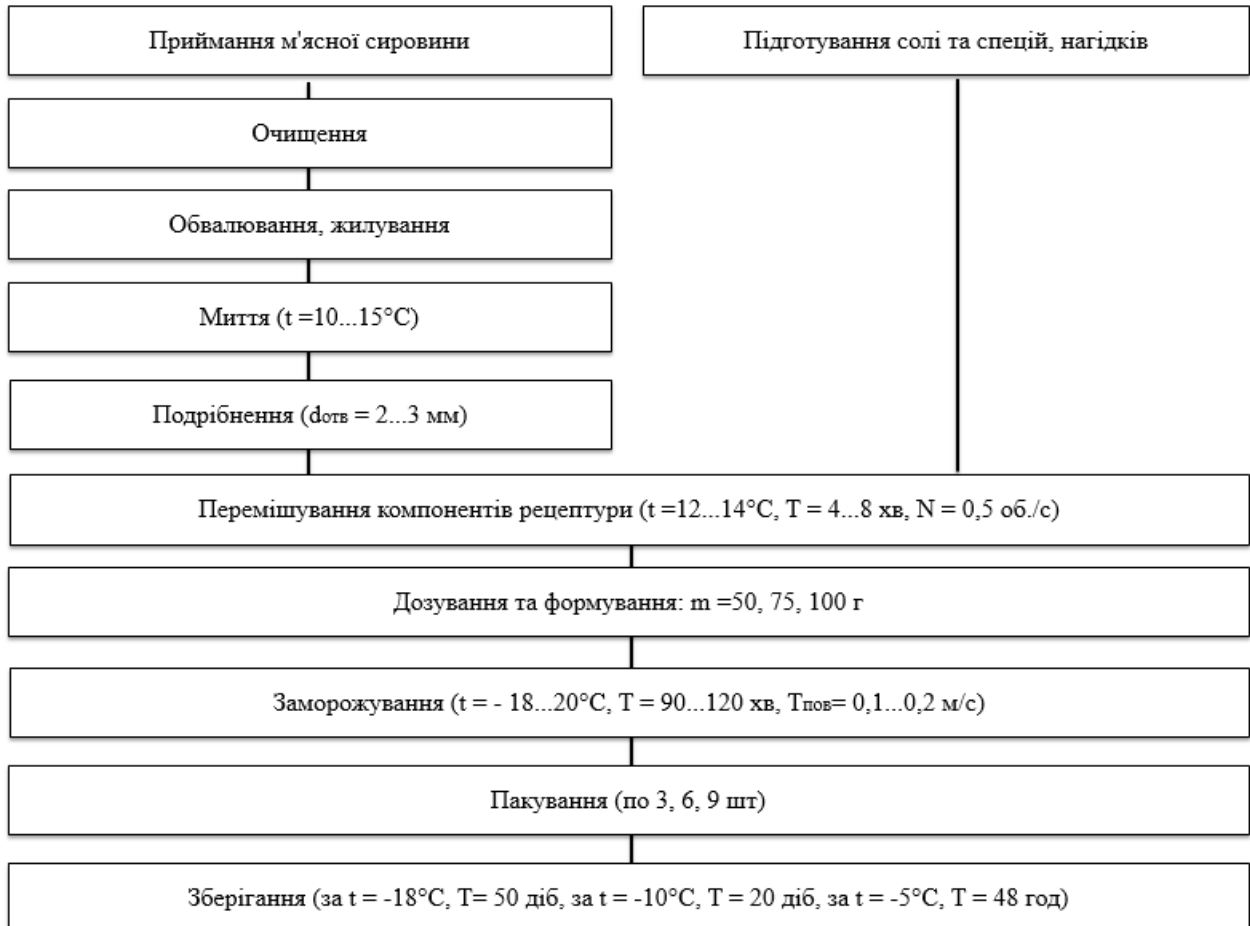 Приймання м'ясної сировини
Підготування солі та спецій, нагідків
Очищення
Обвалювання, жилування
Миття (t =10...15°C)
Подрібнення (dотв = 2...3 мм)
Перемішування компонентів рецептури (t =12...14°C, T = 4...8 хв, N = 0,5 об./с)
Дозування та формування: m =50, 75, 100 г
Заморожування (t = - 18...20°C, T = 90...120 хв, Tпов= 0,1...0,2 м/с)
Пакування (по 3, 6, 9 шт)
Зберігання (за t = -18°C, T= 50 діб, за t = -10°C, T = 20 діб, за t = -5°C, T = 48 год)